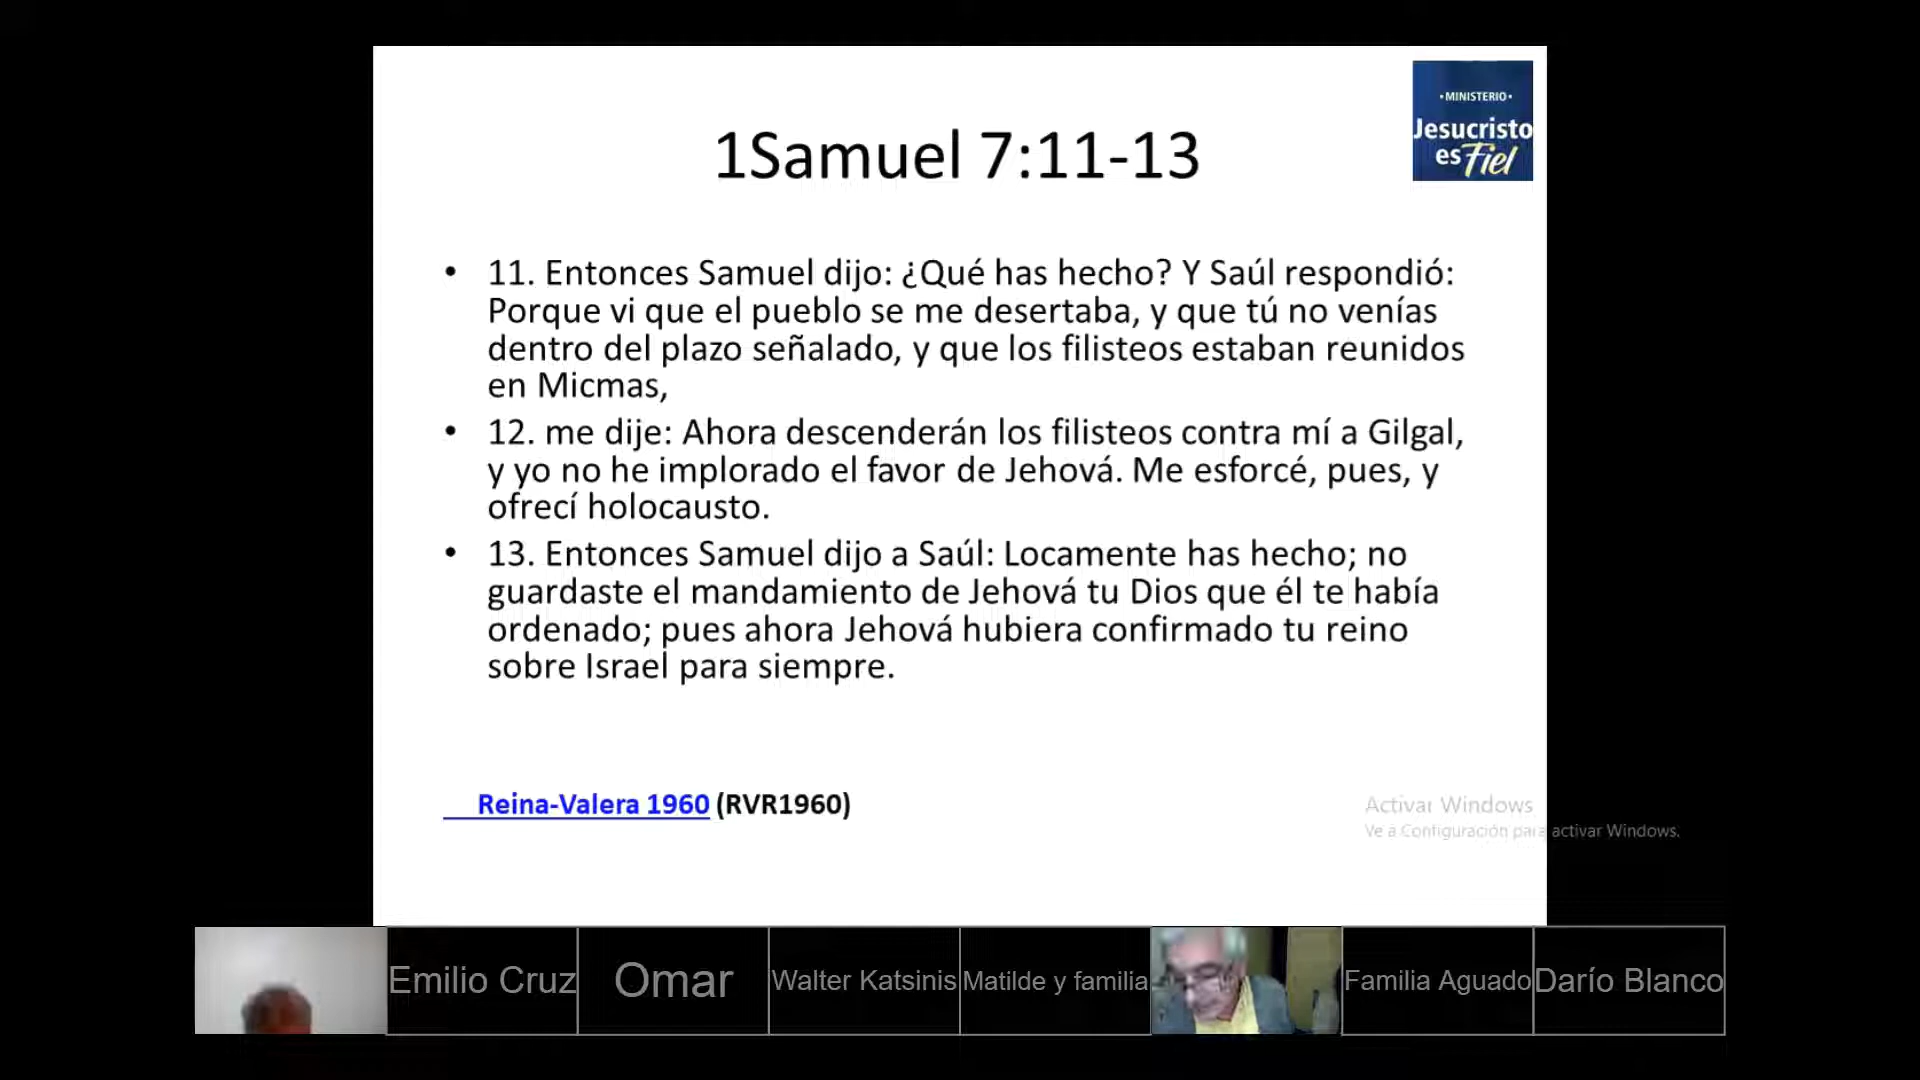 •MINISTERIO•
Jesucristo
es Fiel
1Samuel 7:11-13
• 11. Entonces Samuel dijo: ¿Qué has hecho? Y Saúl respondió:
Porque vi que el pueblo se me desertaba, y que tú no venías
dentro del plazo señalado, y que los filisteos estaban reunidos
en Micmas,
• 12. me dije: Ahora descenderán los filisteos contra mí a Gilgal,
y yo no he implorado el favor de Jehová. Me esforcé, pues, y
ofrecí holocausto.
• 13. Entonces Samuel dijo a Saúl: Locamente has hecho; no
guardaste el mandamiento de Jehová tu Dios que él te había
ordenado; pues ahora Jehová hubiera confirmado tu reino
sobre Israel para siempre.
Reina-Valera 1960 (RVR1960)
Activar Windows
Ve a Configuración para activar Windows.
Emilio Cruz
Omar
Walter Katsinis
Matilde y familia
Familia Aguado
Darío Blanco